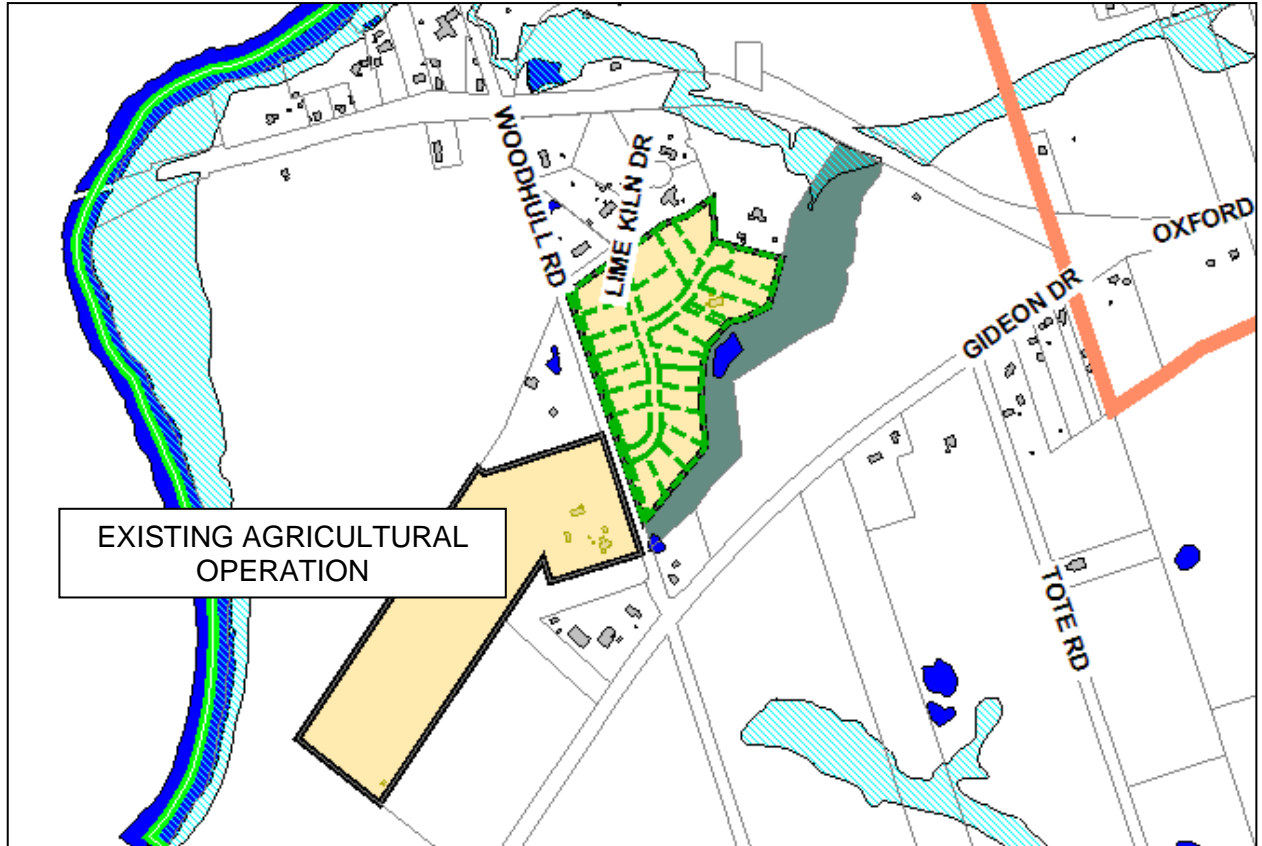 WOODHULL RD
LIME KILN DR
OXFORD
GIDEON DR
EXISTING AGRICULTURAL
OPERATION
TOTE RD